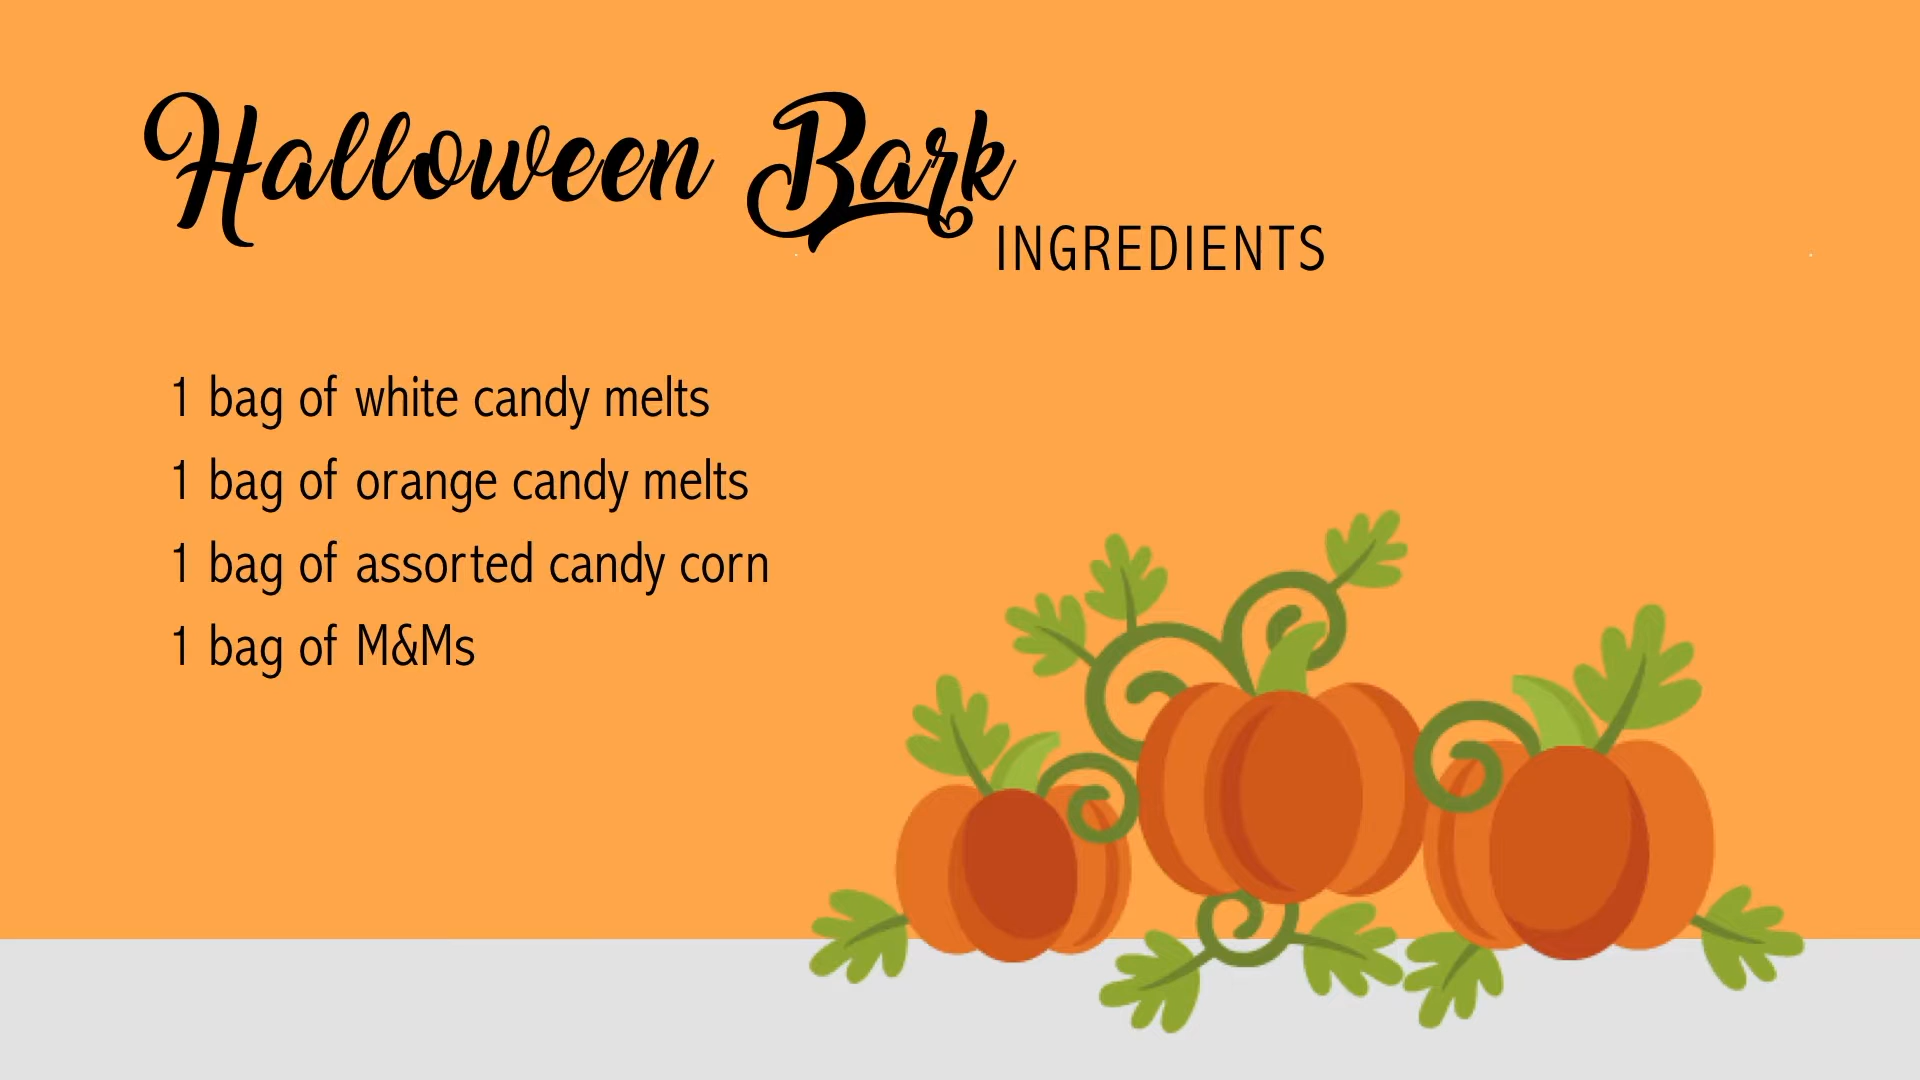 Halloween Bark
INGREDIENTS
1 bag of white candy melts
1 bag of orange candy melts
1 bag of assorted candy corn
1 bag of M&Ms